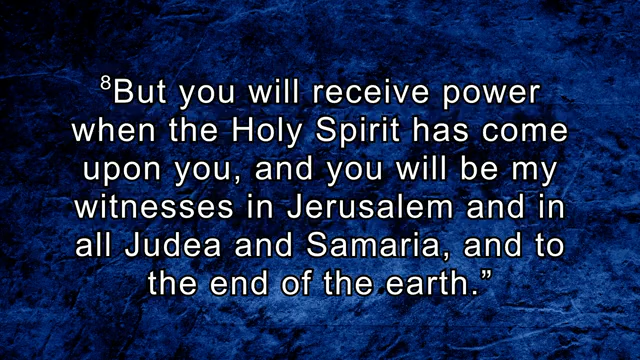 ⁸But you will receive power
when the Holy Spirit has come
upon you, and you will be my
witnesses in Jerusalem and in
all Judea and Samaria, and to
the end of the earth.”